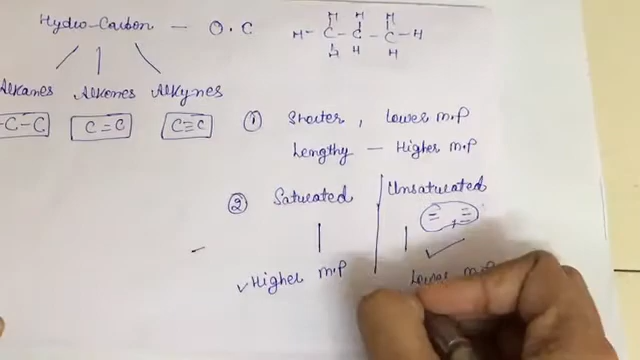 Hydro-Carbon — O.C
Alkanes Alkenes Alkynes
-C-C C=C C≡C
H H H
H-C-C-C-H
H H H
① Shorter, Lower m.p
Lengthy — Higher m.p
② Saturated Unsaturated
= , ≡
✓Higher m.p ✓ Lower m.p